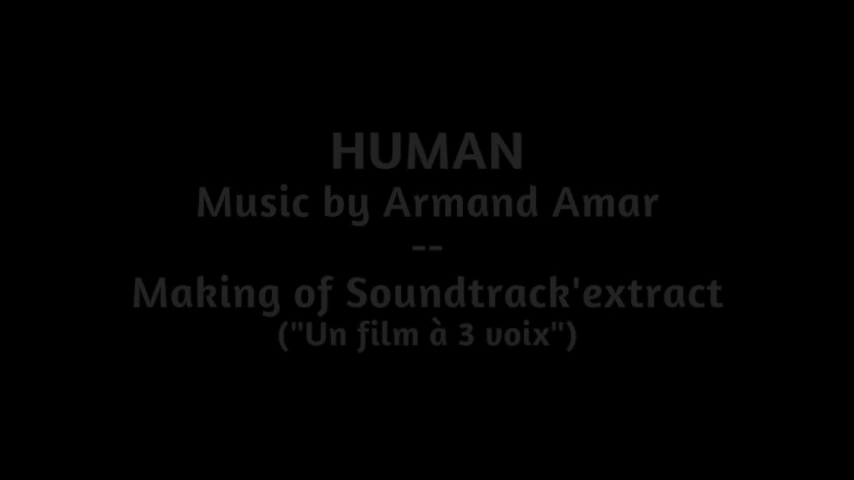 HUMAN
Music by Armand Amar
--
Making of Soundtrack'extract
("Un film à 3 voix")